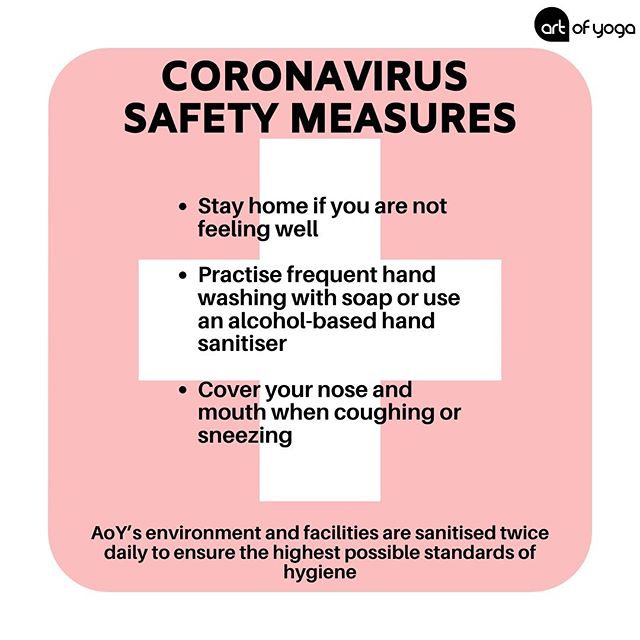 art of yoga
CORONAVIRUS
SAFETY MEASURES
• Stay home if you are not
feeling well
• Practise frequent hand
washing with soap or use
an alcohol-based hand
sanitiser
• Cover your nose and
mouth when coughing or
sneezing
AoY's environment and facilities are sanitised twice
daily to ensure the highest possible standards of
hygiene